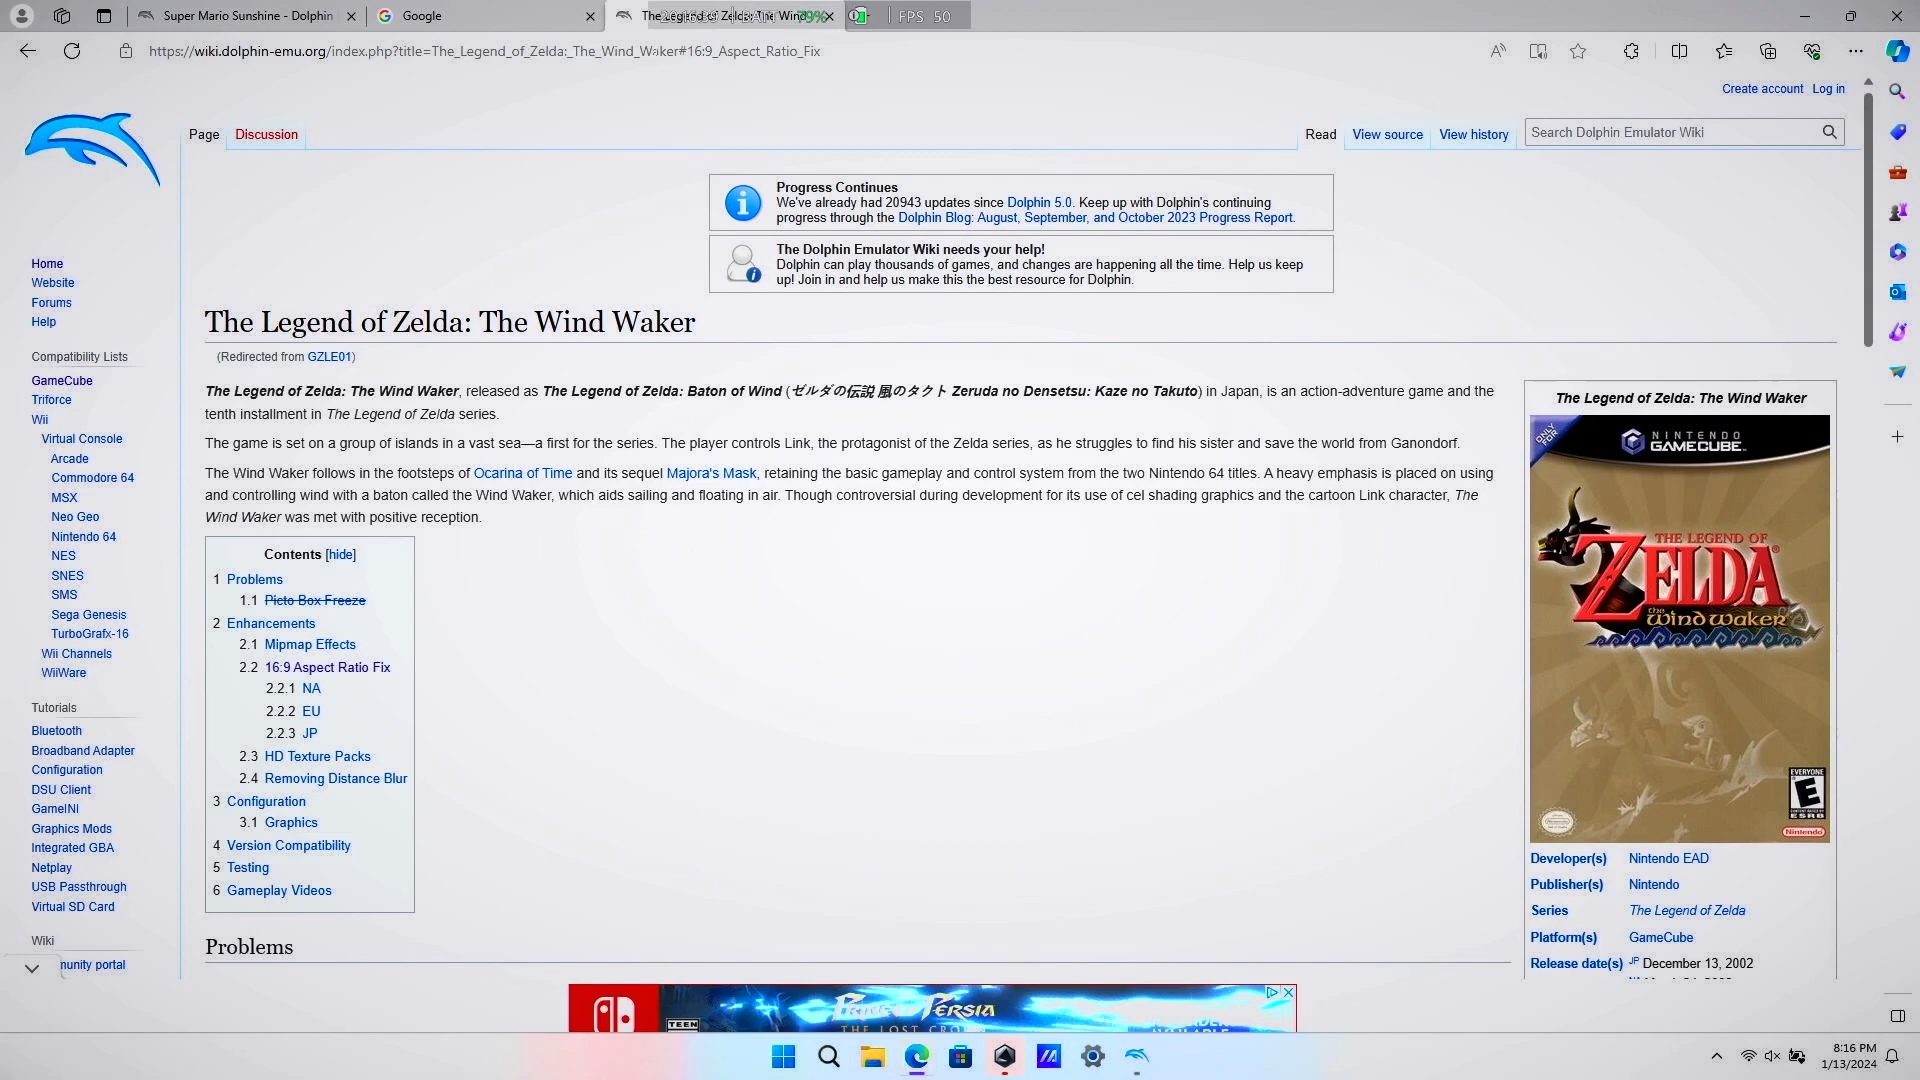 Super Mario Sunshine - Dolphin
Google
The Legend of Zelda: The Wind
79%
FPS 50
https://wiki.dolphin-emu.org/index.php?title=The_Legend_of_Zelda:_The_Wind_Waker#16:9_Aspect_Ratio_Fix
Create account Log in
Page Discussion
Read View source View history
Search Dolphin Emulator Wiki
Progress Continues
We've already had 20943 updates since Dolphin 5.0. Keep up with Dolphin's continuing
progress through the Dolphin Blog: August, September, and October 2023 Progress Report.
The Dolphin Emulator Wiki needs your help!
Dolphin can play thousands of games, and changes are happening all the time. Help us keep
up! Join in and help us make this the best resource for Dolphin.
Home
Website
Forums
Help
Compatibility Lists
GameCube
Triforce
Wii
Virtual Console
Arcade
Commodore 64
MSX
Neo Geo
Nintendo 64
NES
SNES
SMS
Sega Genesis
TurboGrafx-16
Wii Channels
WiiWare
Tutorials
Bluetooth
Broadband Adapter
Configuration
DSU Client
GameINI
Graphics Mods
Integrated GBA
Netplay
USB Passthrough
Virtual SD Card
Wiki
munity portal
The Legend of Zelda: The Wind Waker
(Redirected from GZLE01)
The Legend of Zelda: The Wind Waker, released as The Legend of Zelda: Baton of Wind (ゼルダの伝説 風のタクト Zeruda no Densetsu: Kaze no Takuto) in Japan, is an action-adventure game and the
tenth installment in The Legend of Zelda series.
The game is set on a group of islands in a vast sea—a first for the series. The player controls Link, the protagonist of the Zelda series, as he struggles to find his sister and save the world from Ganondorf.
The Wind Waker follows in the footsteps of Ocarina of Time and its sequel Majora's Mask, retaining the basic gameplay and control system from the two Nintendo 64 titles. A heavy emphasis is placed on using
and controlling wind with a baton called the Wind Waker, which aids sailing and floating in air. Though controversial during development for its use of cel shading graphics and the cartoon Link character, The
Wind Waker was met with positive reception.
Contents [hide]
1 Problems
1.1 Picto Box Freeze
2 Enhancements
2.1 Mipmap Effects
2.2 16:9 Aspect Ratio Fix
2.2.1 NA
2.2.2 EU
2.2.3 JP
2.3 HD Texture Packs
2.4 Removing Distance Blur
3 Configuration
3.1 Graphics
4 Version Compatibility
5 Testing
6 Gameplay Videos
Problems
The Legend of Zelda: The Wind Waker
ONLY FOR
NINTENDO
GAMECUBE
THE LEGEND OF
ZELDA
the Wind Waker
EVERYONE
E
ESRB
Nintendo
Developer(s) Nintendo EAD
Publisher(s) Nintendo
Series The Legend of Zelda
Platform(s) GameCube
Release date(s) JP December 13, 2002
TEEN
Prince Persia
THE LOST CROWN
8:16 PM
1/13/2024